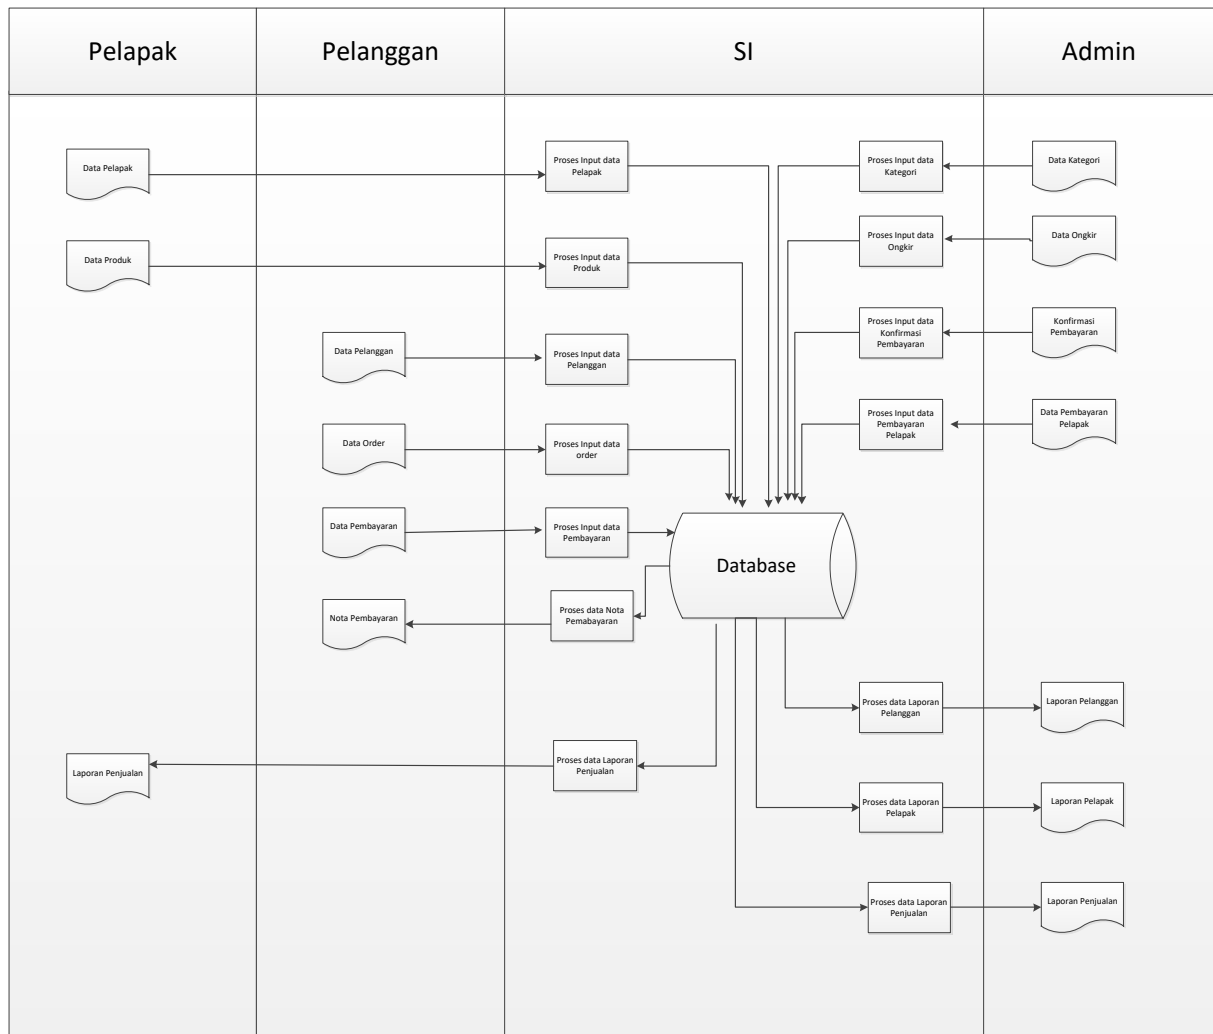 Pelapak
Pelanggan
SI
Admin
Data Pelapak
Proses Input data
Pelapak
Proses Input data
Kategori
Data Kategori
Data Produk
Proses Input data
Produk
Proses Input data
Ongkir
Data Ongkir
Data Pelanggan
Proses Input data
Pelanggan
Proses Input data
Konfirmasi
Pembayaran
Konfirmasi
Pembayaran
Data Order
Proses Input data
order
Proses Input data
Pembayaran
Pelapak
Data Pembayaran
Pelapak
Data Pembayaran
Proses Input data
Pembayaran
Database
Nota Pembayaran
Proses data Nota
Pemabayaran
Proses data Laporan
Pelanggan
Laporan Pelanggan
Laporan Penjualan
Proses data Laporan
Penjualan
Proses data Laporan
Pelapak
Laporan Pelapak
Proses data Laporan
Penjualan
Laporan Penjualan